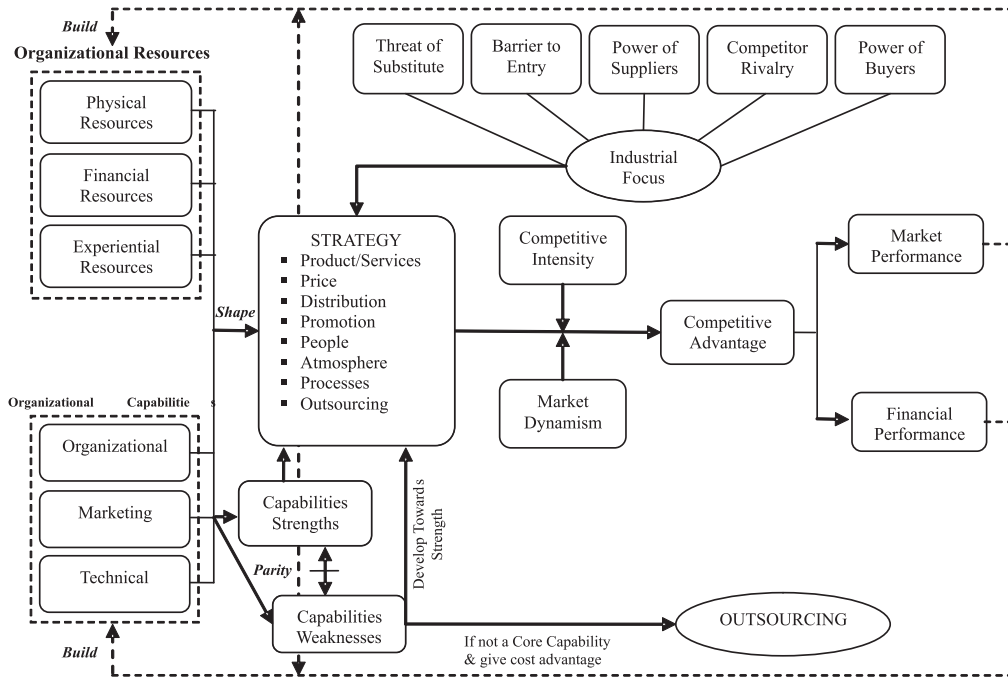 Build
Organizational Resources
Physical
Resources
Financial
Resources
Experiential
Resources
Threat of
Substitute
Barrier to
Entry
Power of
Suppliers
Competitor
Rivalry
Power of
Buyers
Industrial
Focus
Shape
STRATEGY
▪ Product/Services
▪ Price
▪ Distribution
▪ Promotion
▪ People
▪ Atmosphere
▪ Processes
▪ Outsourcing
Competitive
Intensity
Market
Dynamism
Competitive
Advantage
Market
Performance
Financial
Performance
Organizational Capabilitie s
Organizational
Marketing
Technical
Capabilities
Strengths
Parity
Capabilities
Weaknesses
Develop Towards
Strength
If not a Core Capability
& give cost advantage
OUTSOURCING
Build